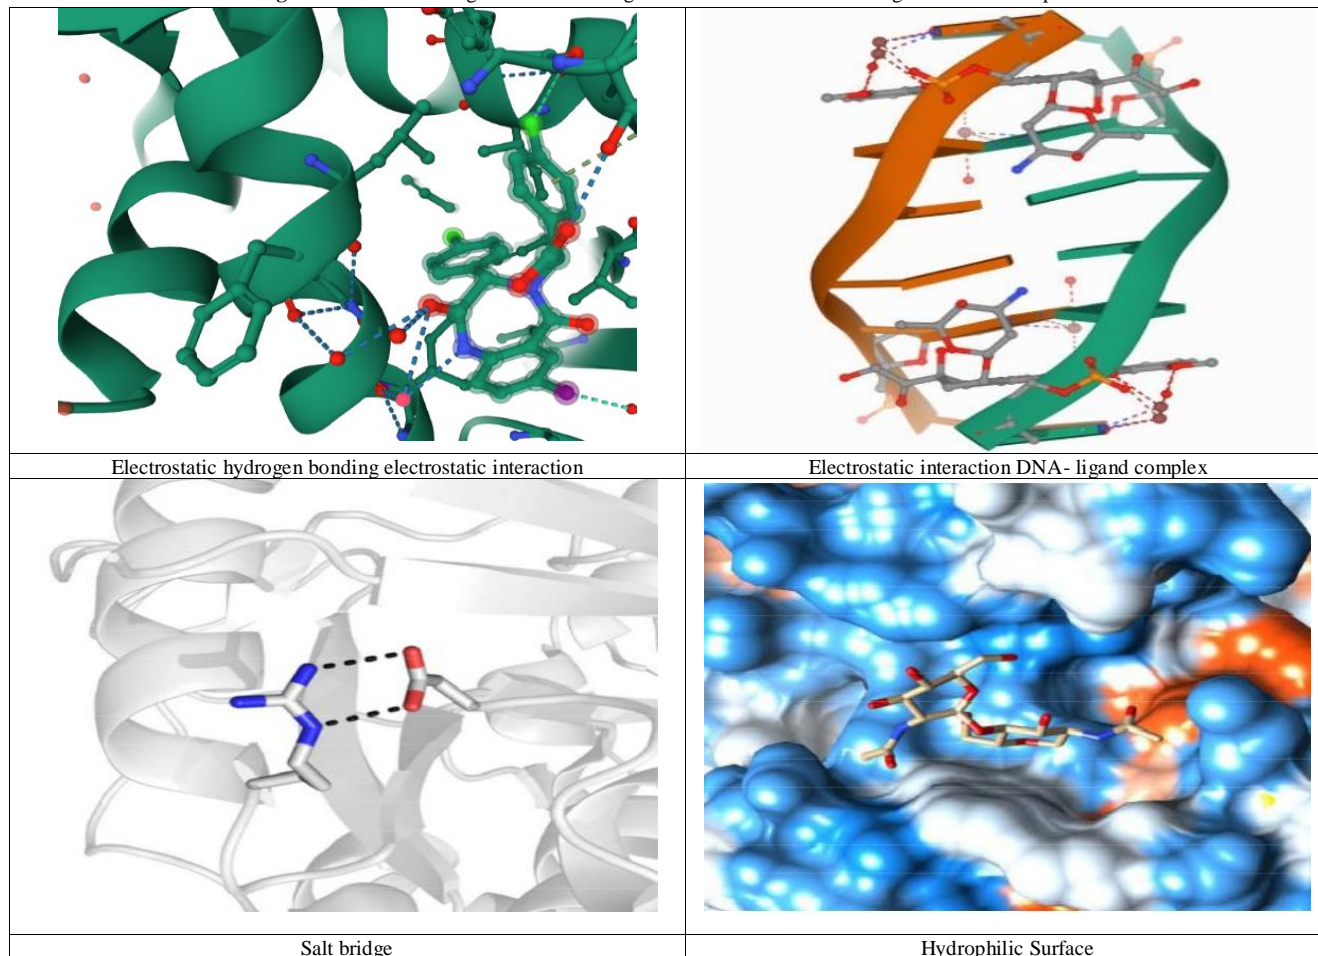 Electrostatic hydrogen bonding electrostatic interaction
Electrostatic interaction DNA- ligand complex
Salt bridge
Hydrophilic Surface